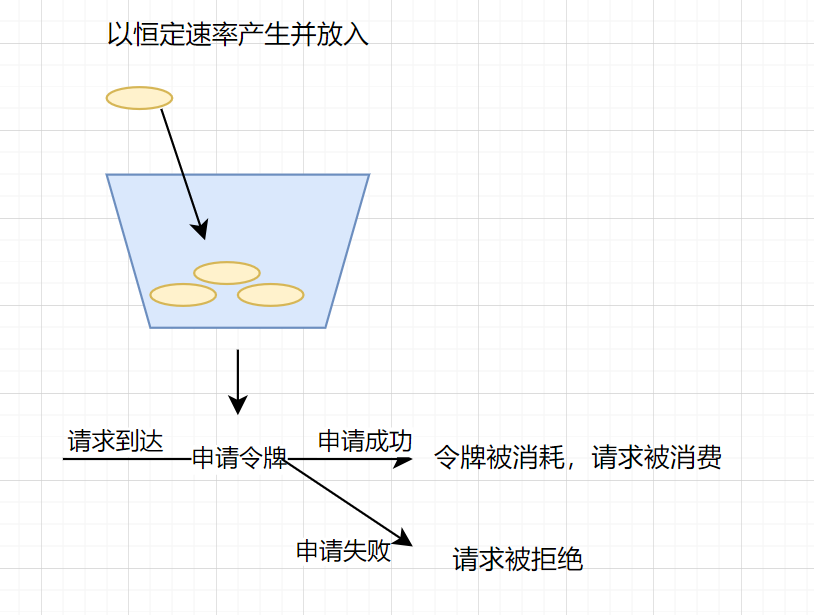 以恒定速率产生并放入
请求到达
申请令牌
申请成功
令牌被消耗，请求被消费
申请失败
请求被拒绝